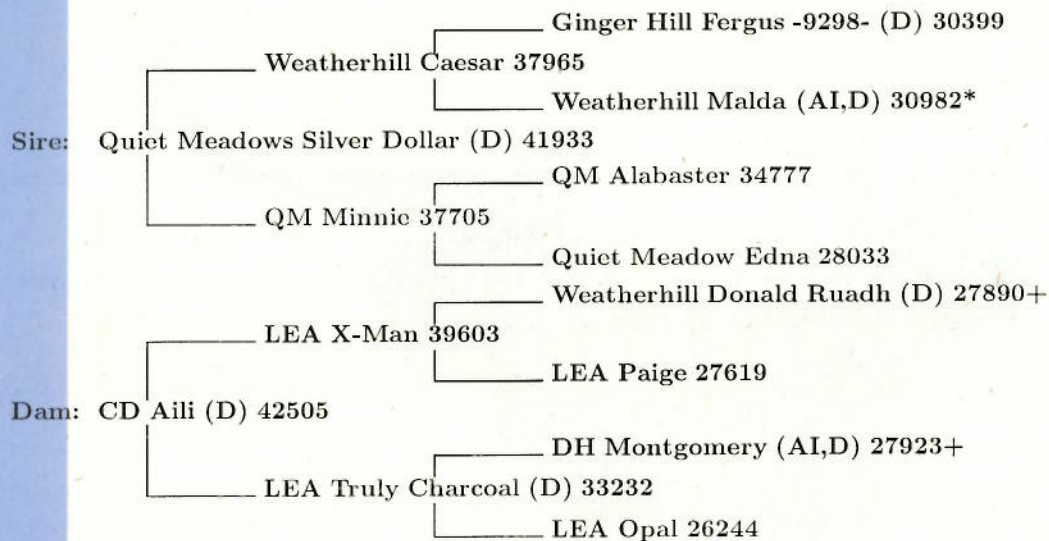 Ginger Hill Fergus -9298- (D) 30399
Weatherhill Caesar 37965
Weatherhill Malda (AI,D) 30982*
Sire: Quiet Meadows Silver Dollar (D) 41933
QM Alabaster 34777
QM Minnie 37705
Quiet Meadow Edna 28033
Weatherhill Donald Ruadh (D) 27890+
LEA X-Man 39603
LEA Paige 27619
Dam: CD Aili (D) 42505
DH Montgomery (AI,D) 27923+
LEA Truly Charcoal (D) 33232
LEA Opal 26244